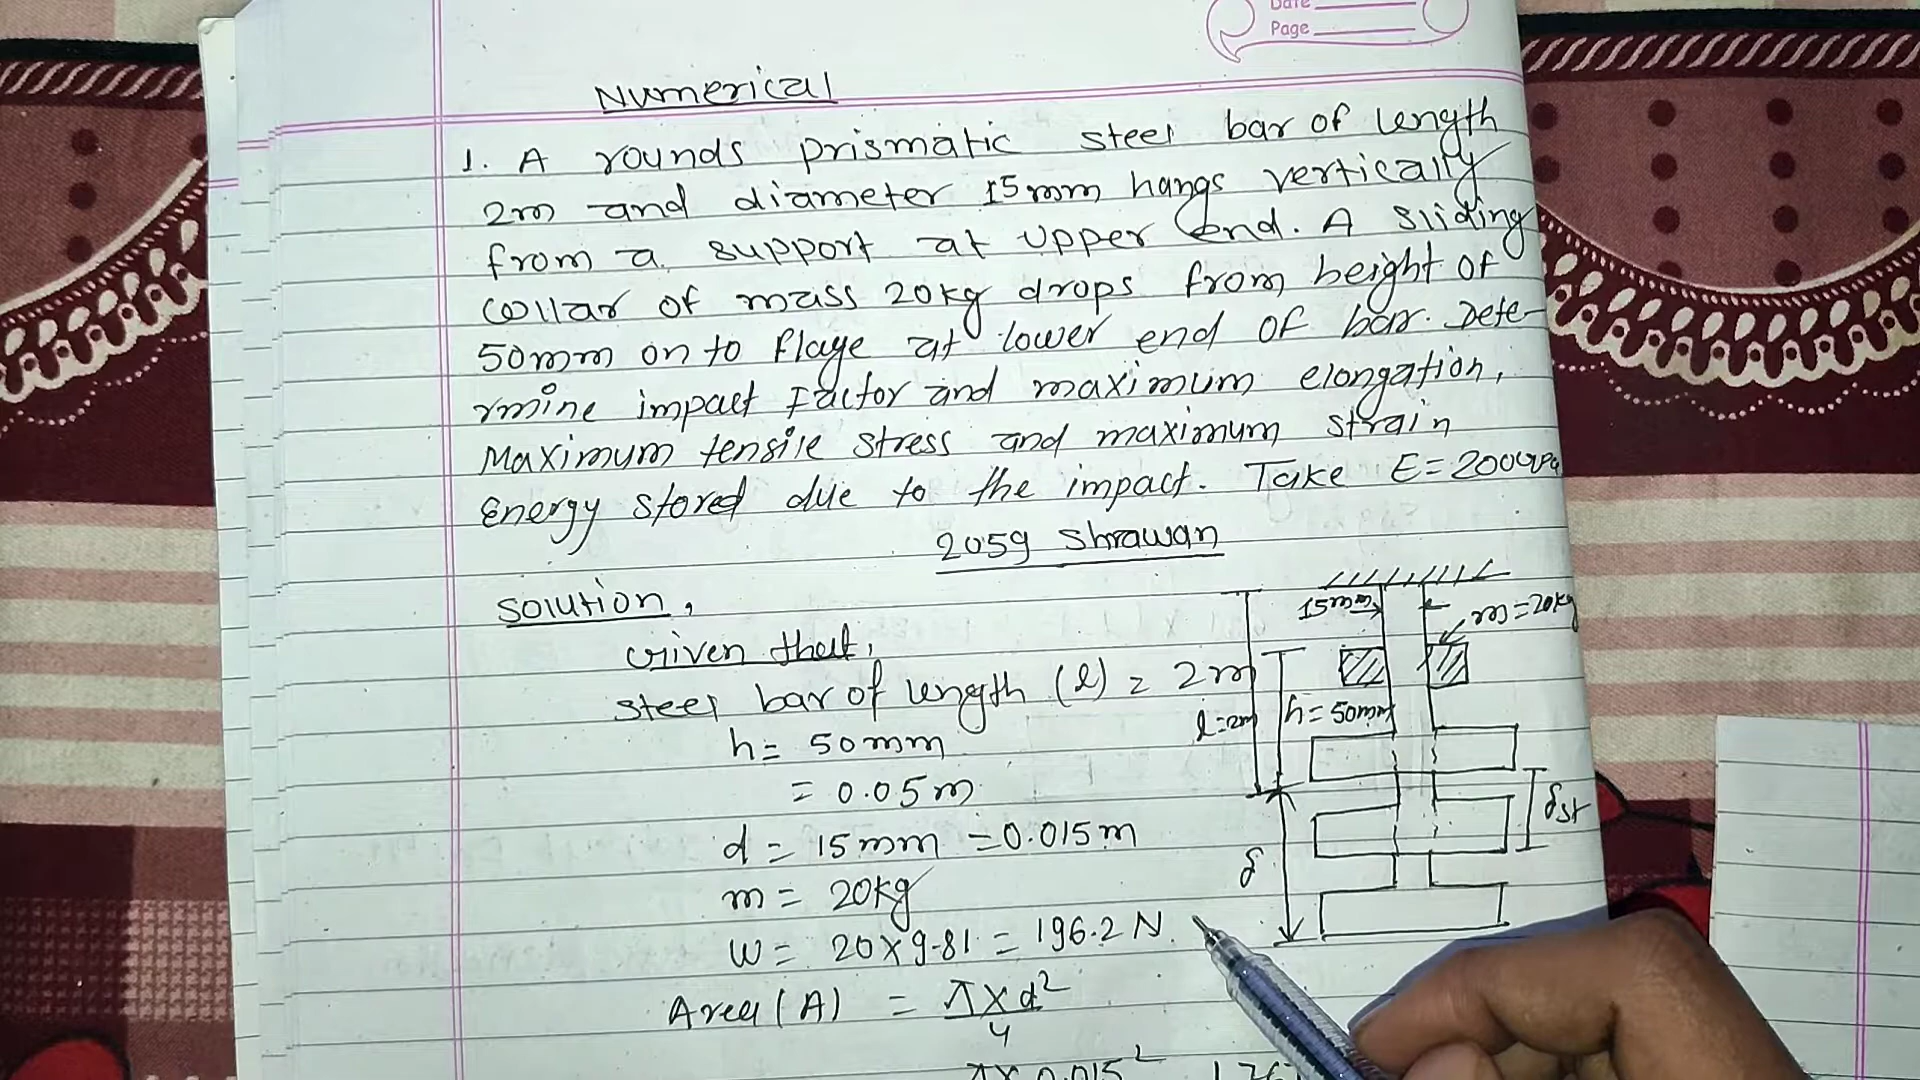 Date
Page
Numerical
1. A rounds prismatic steel bar of length
2m and diameter 15mm hangs vertically
from a support at upper end. A sliding
collar of mass 20kg drops from height of
50mm on to flage at lower end of bar. Dete-
rmine impact Factor and maximum elongation,
Maximum tensile stress and maximum strain
Energy stored due to the impact. Take E=200GPa
2059 Shrawan
Solution,
Given that,
steel bar of length (l) = 2m
h= 50mm
= 0.05m
d = 15mm =0.015m
m= 20kg
W= 20×9.81 = 196.2 N
Area(A) = π×d²
4
π×0.015²
15mm
m=20kg
l=2m
h=50mm
δst
δ